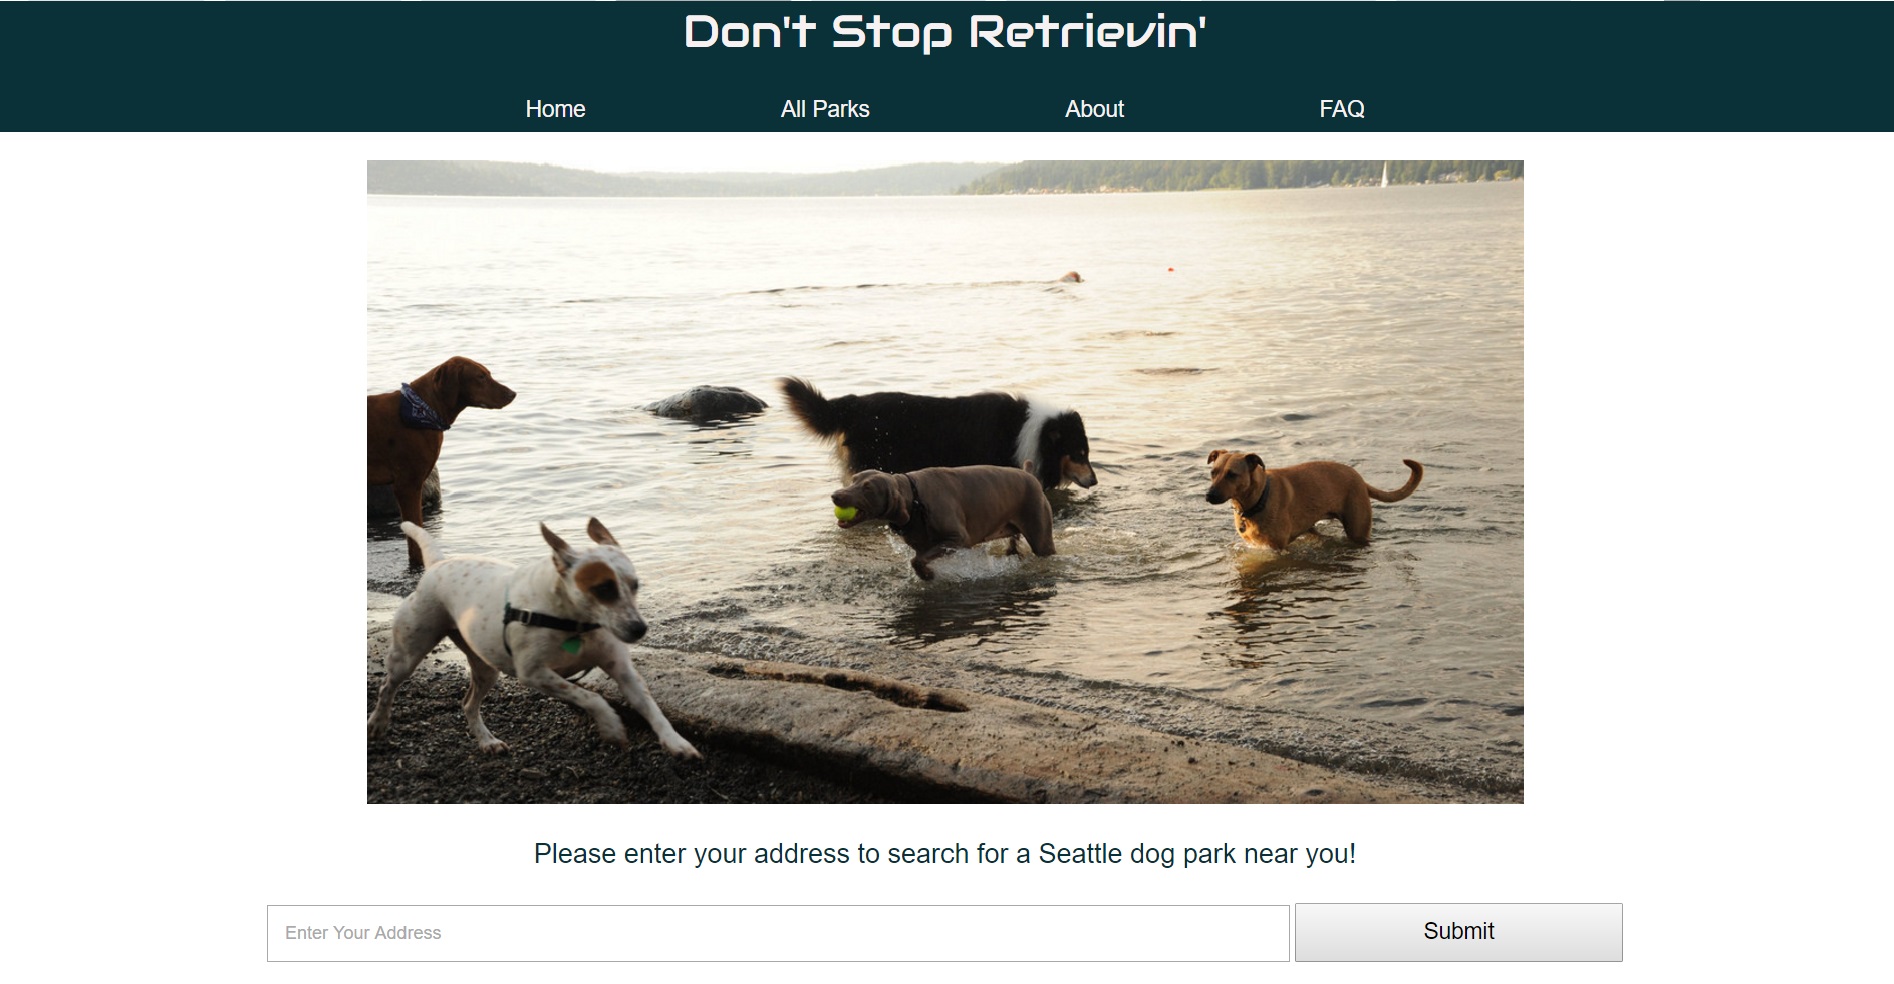 Don't Stop Retrievin'
Home All Parks About FAQ
Please enter your address to search for a Seattle dog park near you!
Enter Your Address Submit